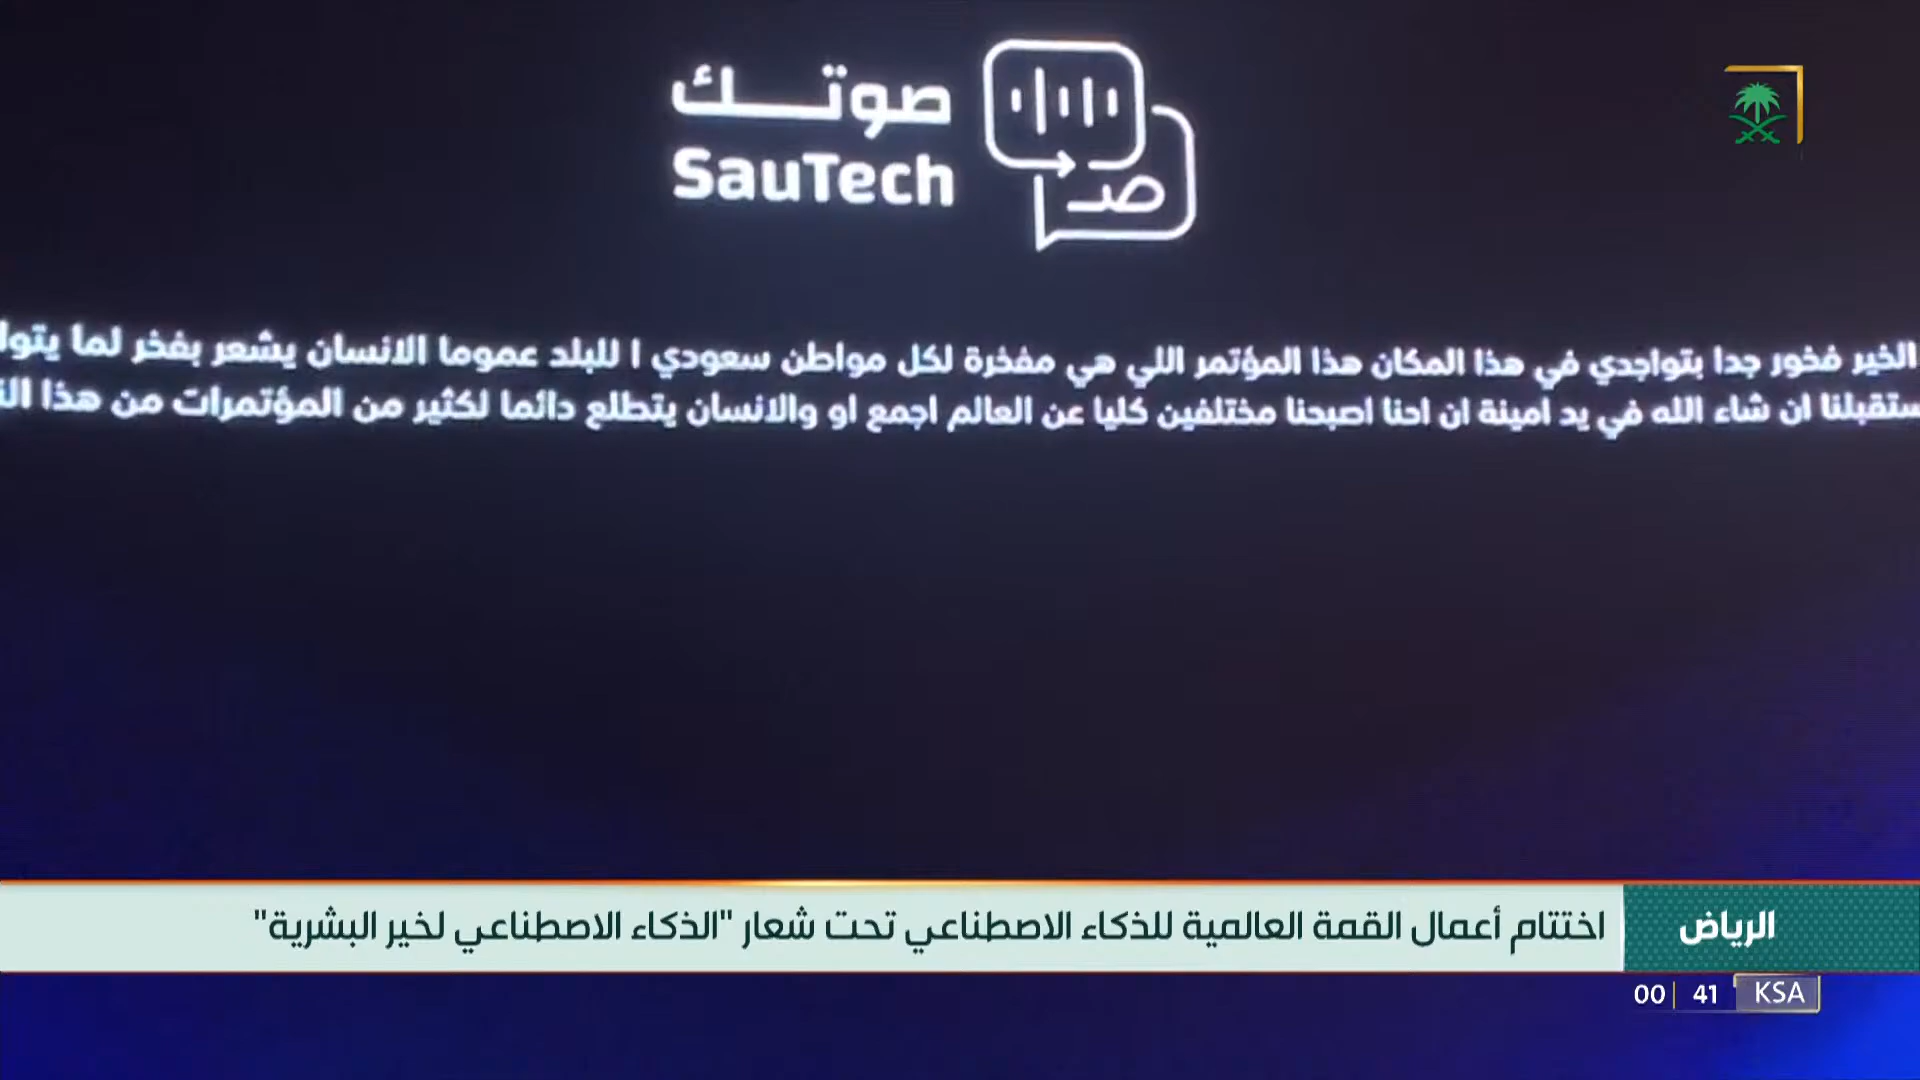 صوتك
SauTech
الخير فخور جدا بتواجدي في هذا المكان هذا المؤتمر اللي هي مفخرة لكل مواطن سعودي ا للبلد عموما الانسان يشعر بفخر لما
ان شاء الله في يد امينة ان احنا اصبحنا مختلفين كليا عن العالم اجمع او والانسان يتطلع دائما لكثير من المؤتمرات من هذا
الرياض
اختتام أعمال القمة العالمية للذكاء الاصطناعي تحت شعار "الذكاء الاصطناعي لخير البشرية"
00 41 KSA